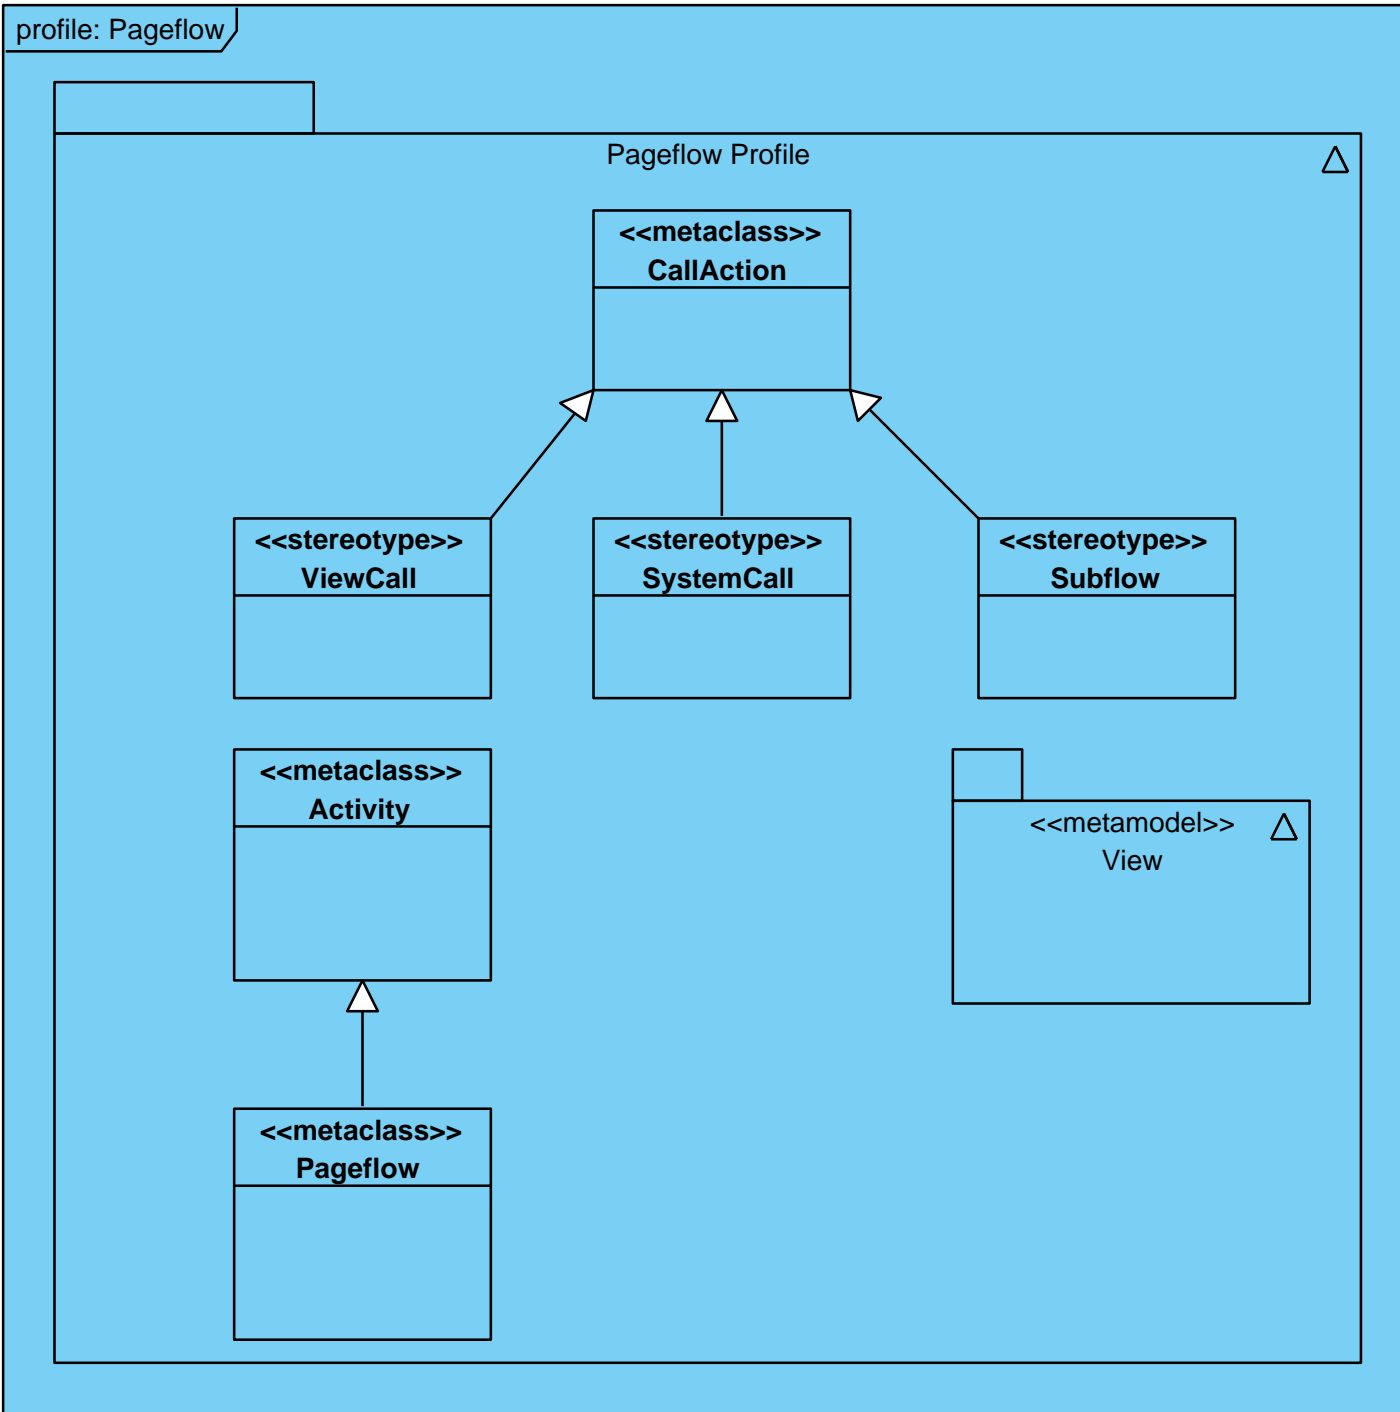 profile: Pageflow
Pageflow Profile
<<metaclass>>
CallAction
<<stereotype>>
ViewCall
<<stereotype>>
SystemCall
<<stereotype>>
Subflow
<<metaclass>>
Activity
<<metamodel>>
View
<<metaclass>>
Pageflow